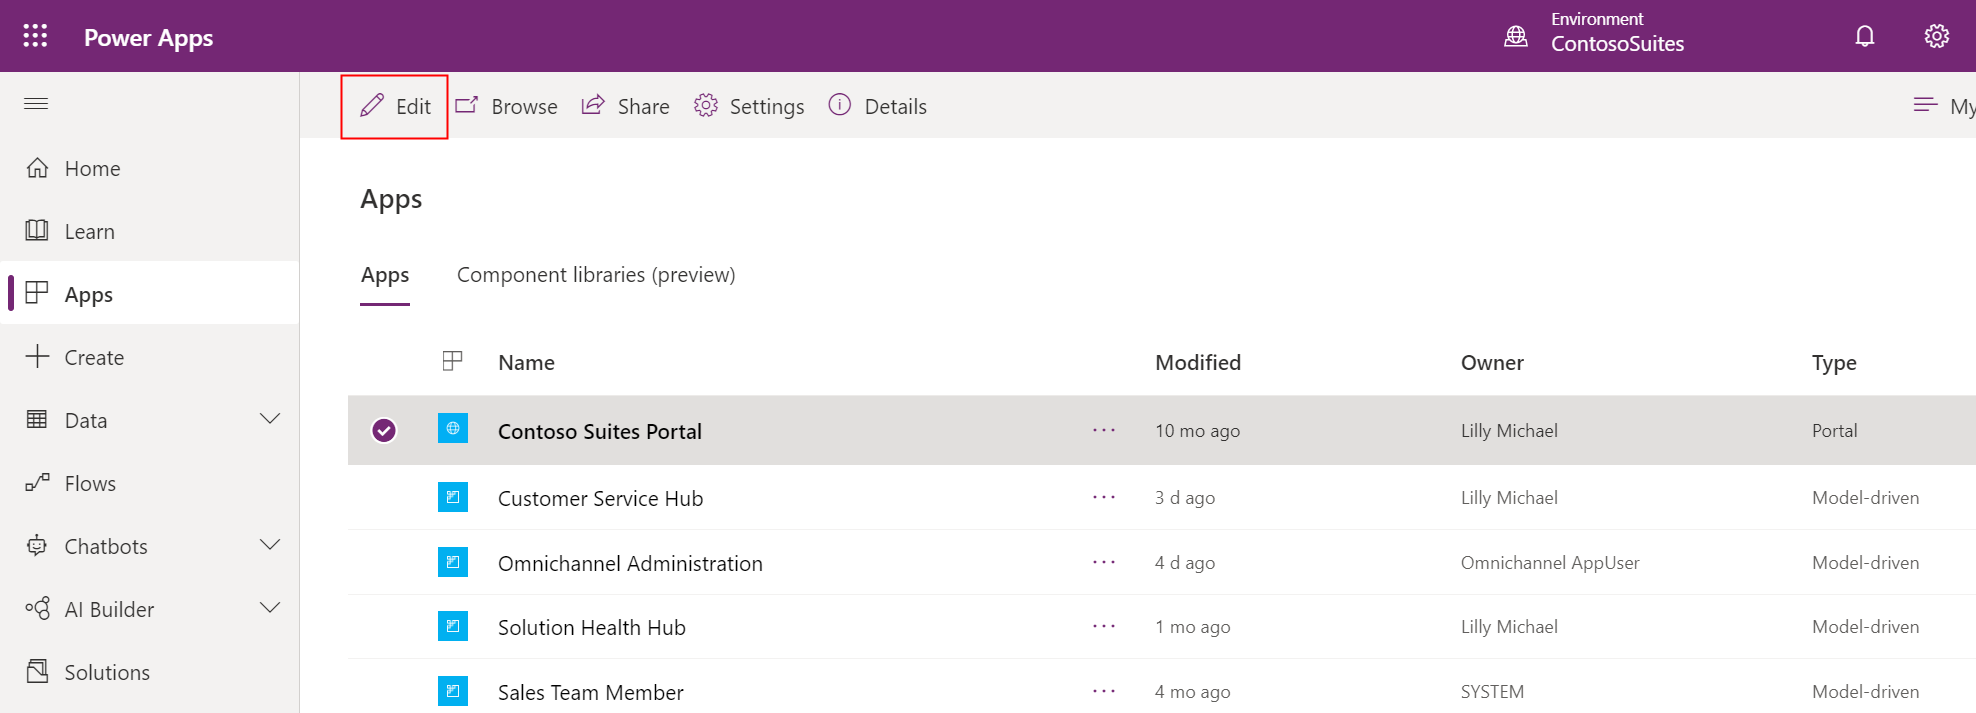 Power Apps
Environment
ContosoSuites
Edit
Browse
Share
Settings
Details
My
Home
Learn
Apps
Create
Data
Flows
Chatbots
AI Builder
Solutions
Apps
Apps
Component libraries (preview)
Name Modified Owner Type
Contoso Suites Portal ··· 10 mo ago Lilly Michael Portal
Customer Service Hub ··· 3 d ago Lilly Michael Model-driven
Omnichannel Administration ··· 4 d ago Omnichannel AppUser Model-driven
Solution Health Hub ··· 1 mo ago Lilly Michael Model-driven
Sales Team Member ··· 4 mo ago SYSTEM Model-driven